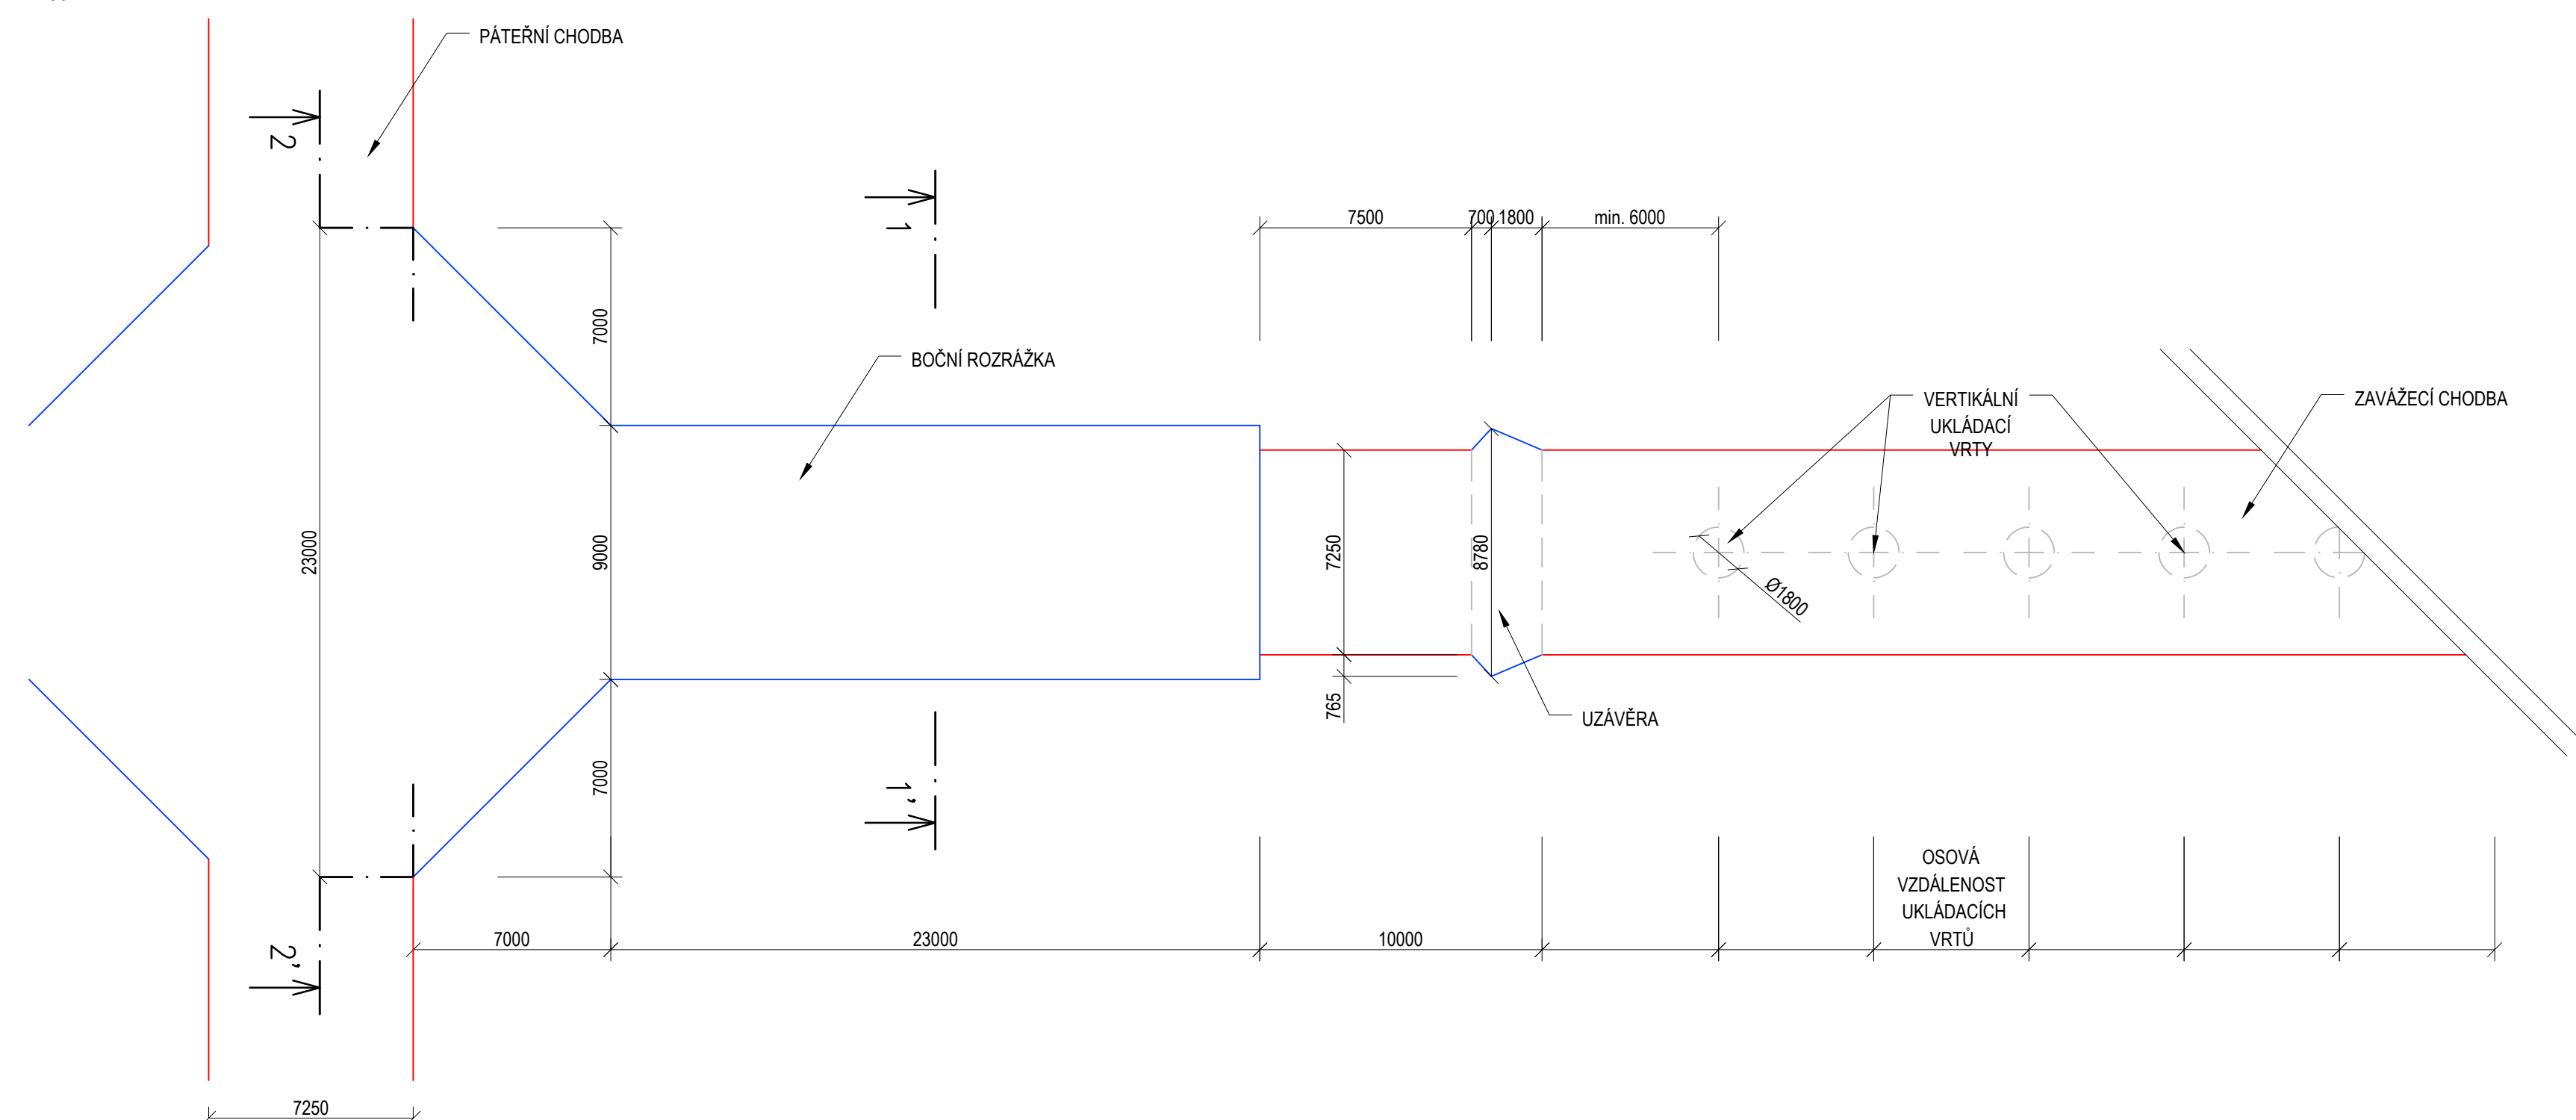 PÁTEŘNÍ CHODBA
2
1
7500
700
1800
min. 6000
7000
BOČNÍ ROZRÁŽKA
VERTIKÁLNÍ
UKLÁDACÍ
VRTY
ZAVÁŽECÍ CHODBA
23000
9000
7250
8780
Ø1800
765
UZÁVĚRA
7000
1'
OSOVÁ
VZDÁLENOST
UKLÁDACÍCH
VRTŮ
2'
7000
23000
10000
7250